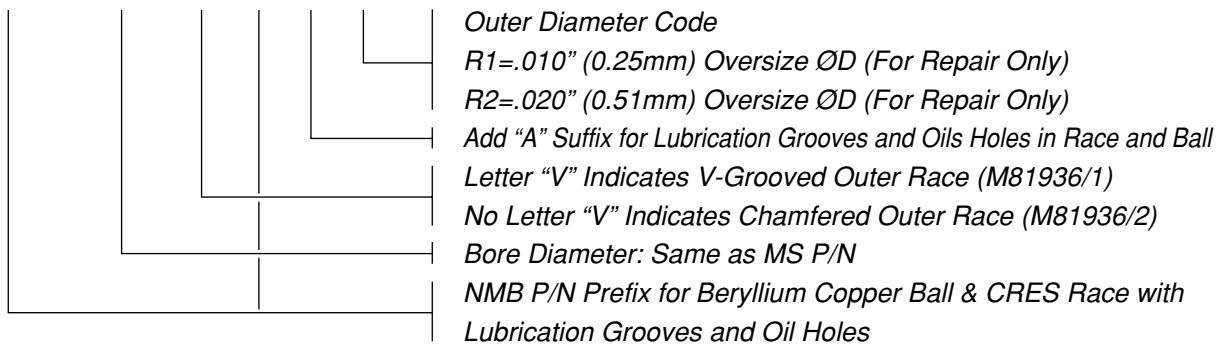 Outer Diameter Code
R1=.010” (0.25mm) Oversize ØD (For Repair Only)
R2=.020” (0.51mm) Oversize ØD (For Repair Only)
Add “A” Suffix for Lubrication Grooves and Oils Holes in Race and Ball
Letter “V” Indicates V-Grooved Outer Race (M81936/1)
No Letter “V” Indicates Chamfered Outer Race (M81936/2)
Bore Diameter: Same as MS P/N
NMB P/N Prefix for Beryllium Copper Ball & CRES Race with
Lubrication Grooves and Oil Holes